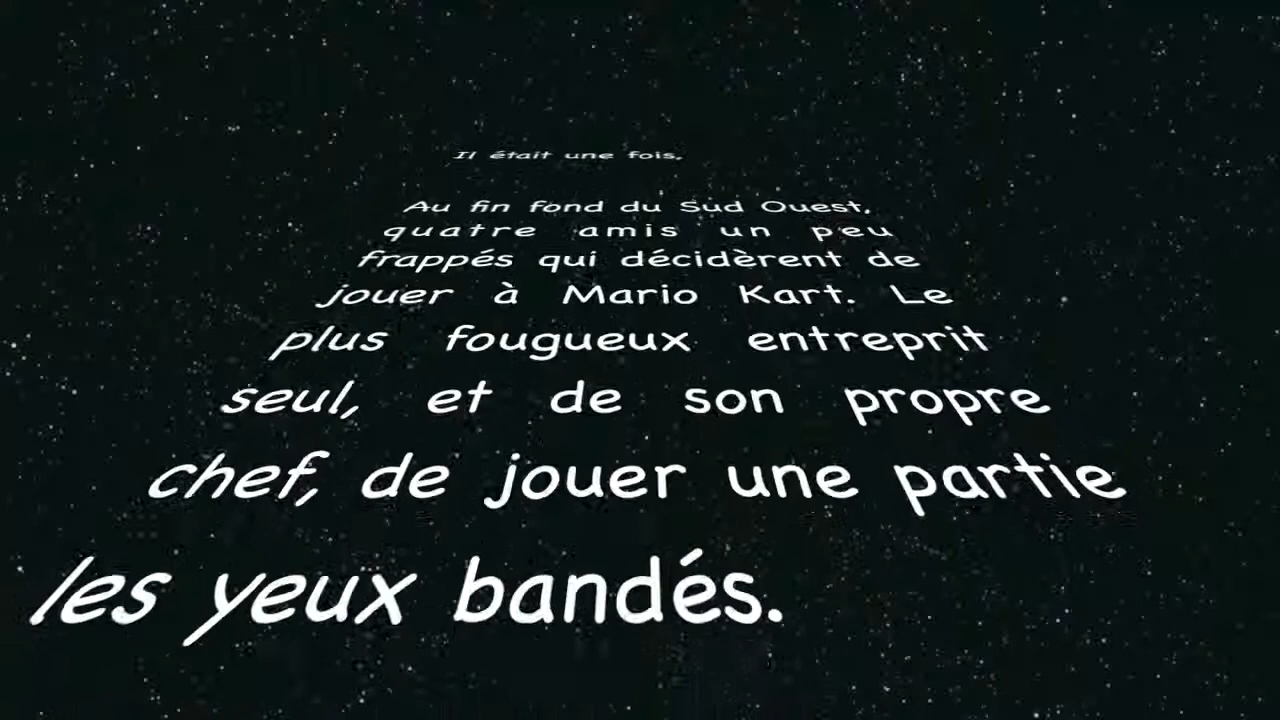 Il était une fois,
Au fin fond du Sud Ouest,
quatre amis un peu
frappés qui décidèrent de
jouer à Mario Kart. Le
plus fougueux entreprit
seul, et de son propre
chef, de jouer une partie
les yeux bandés.